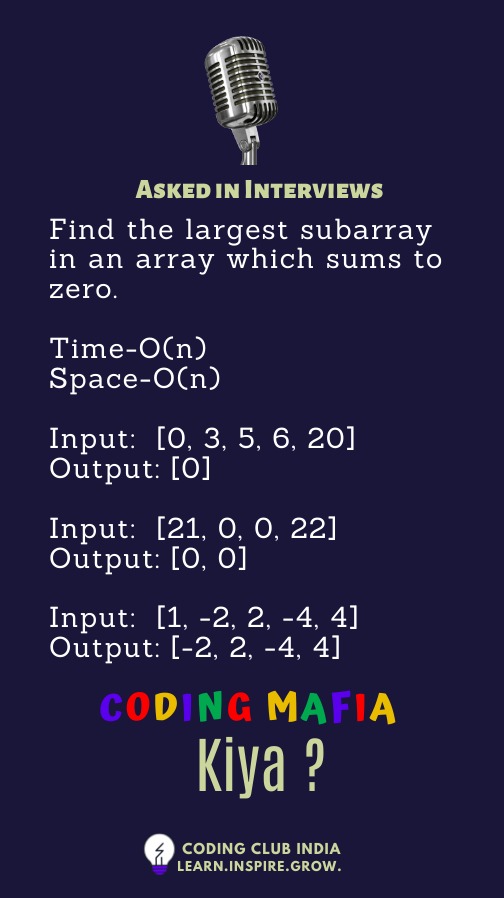 Asked in Interviews
Find the largest subarray
in an array which sums to
zero.
Time-O(n)
Space-O(n)
Input:  [0, 3, 5, 6, 20]
Output: [0]
Input:  [21, 0, 0, 22]
Output: [0, 0]
Input:  [1, -2, 2, -4, 4]
Output: [-2, 2, -4, 4]
CODING MAFIA
Kiya ?
CODING CLUB INDIA
LEARN.INSPIRE.GROW.